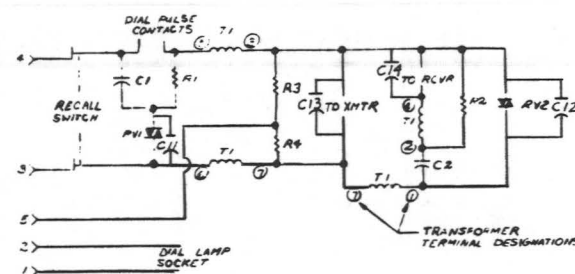 DIAL PULSE
CONTACTS
T1
4
C1
R1
RECALL
SWITCH
RV1
C11
R3
R4
C13
TO XMTR
C14
TO RCVR
T1
R2
RV2
C12
C2
3
T1
T1
5
TRANSFORMER
TERMINAL DESIGNATIONS
2
DIAL LAMP
SOCKET
1